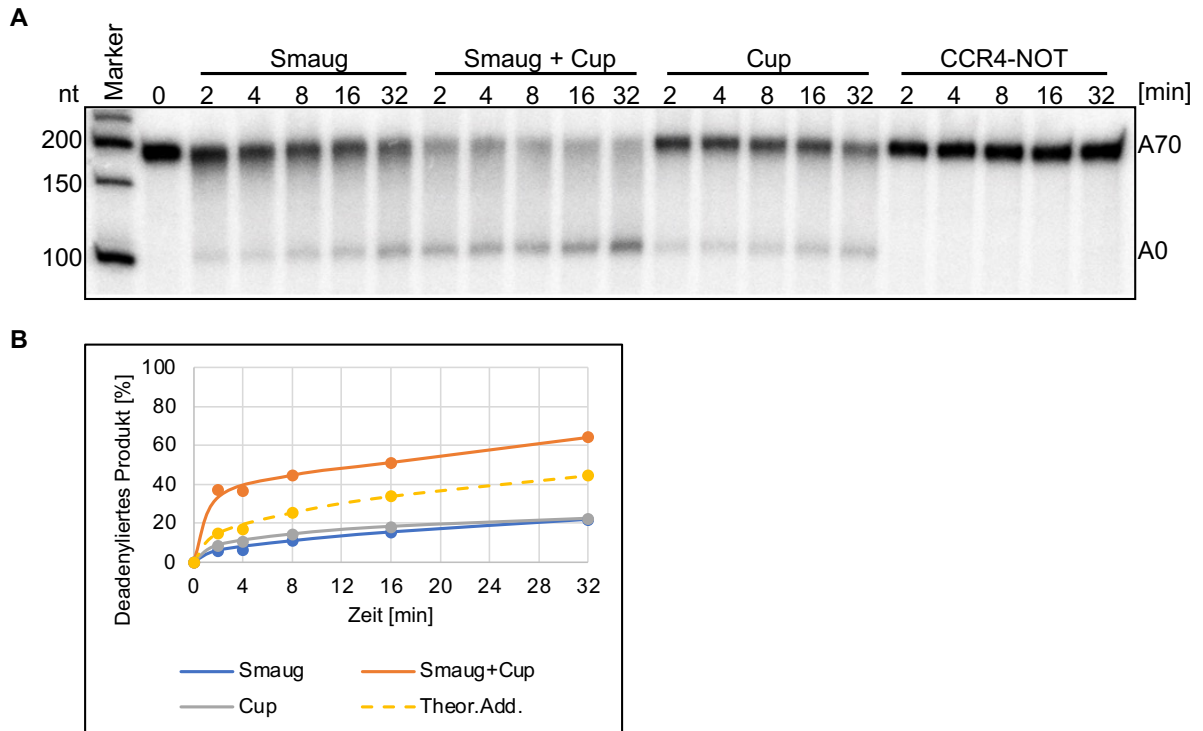 A
Marker
Smaug Smaug + Cup Cup CCR4-NOT
nt 0 2 4 8 16 32 2 4 8 16 32 2 4 8 16 32 2 4 8 16 32 [min]
200 A70
150
100 A0
B
Deadenyliertes Produkt [%]
100
80
60
40
20
0
0 4 8 12 16 20 24 28 32
Zeit [min]
Smaug Smaug+Cup
Cup Theor.Add.